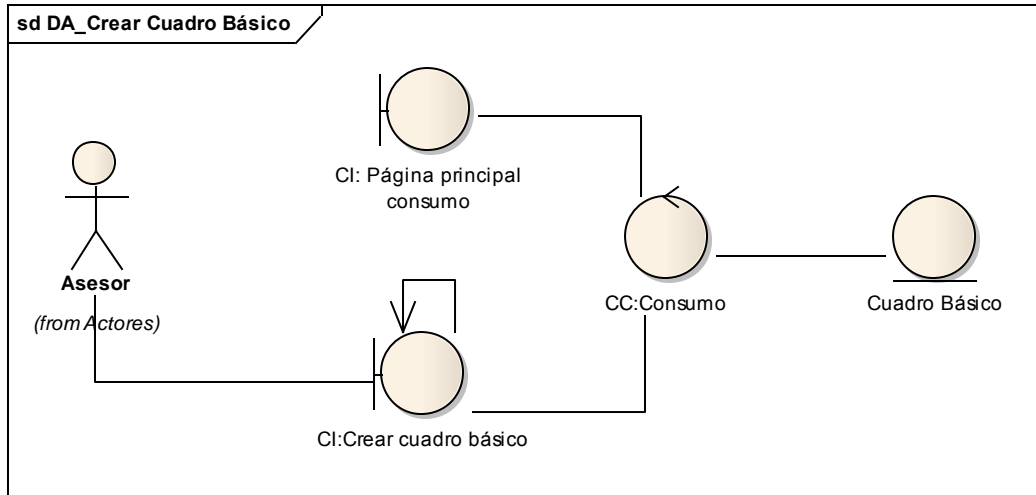 sd DA_Crear Cuadro Básico
CI: Página principal
consumo
Asesor
(from Actores)
CC:Consumo
Cuadro Básico
CI:Crear cuadro básico